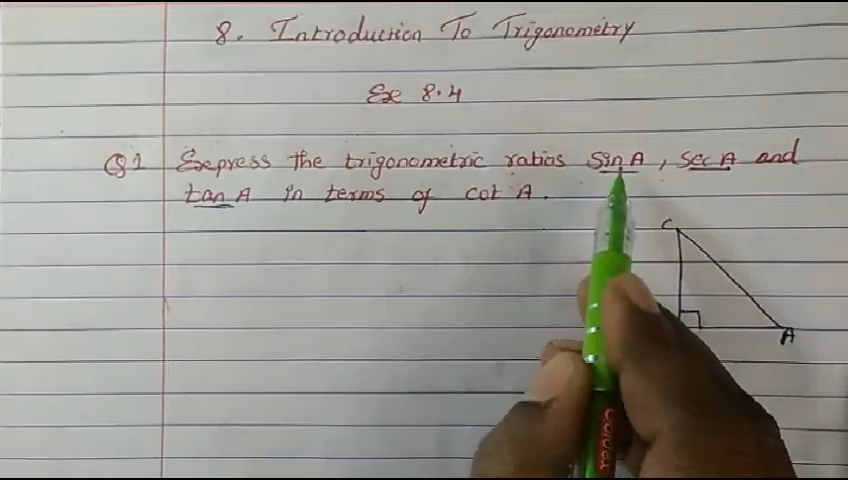 8. Introduction To Trigonometry
Ex 8.4
Q1 Express the trigonometric ratios sin A, sec A and
tan A in terms of cot A.
C
A